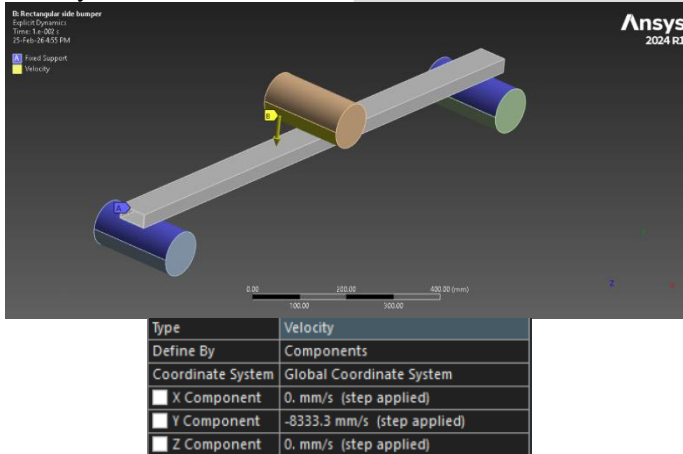 B: Rectangular side bumper
Explicit Dynamics
Time: 1.e-002 s
25-Feb-26 4:55 PM
A Fixed Support
B Velocity
Ansys
2024 R1
B
A
Y
Z
X
0.00 200.00 400.00 (mm)
100.00 300.00
Type Velocity
Define By Components
Coordinate System Global Coordinate System
X Component 0. mm/s (step applied)
Y Component -8333.3 mm/s (step applied)
Z Component 0. mm/s (step applied)